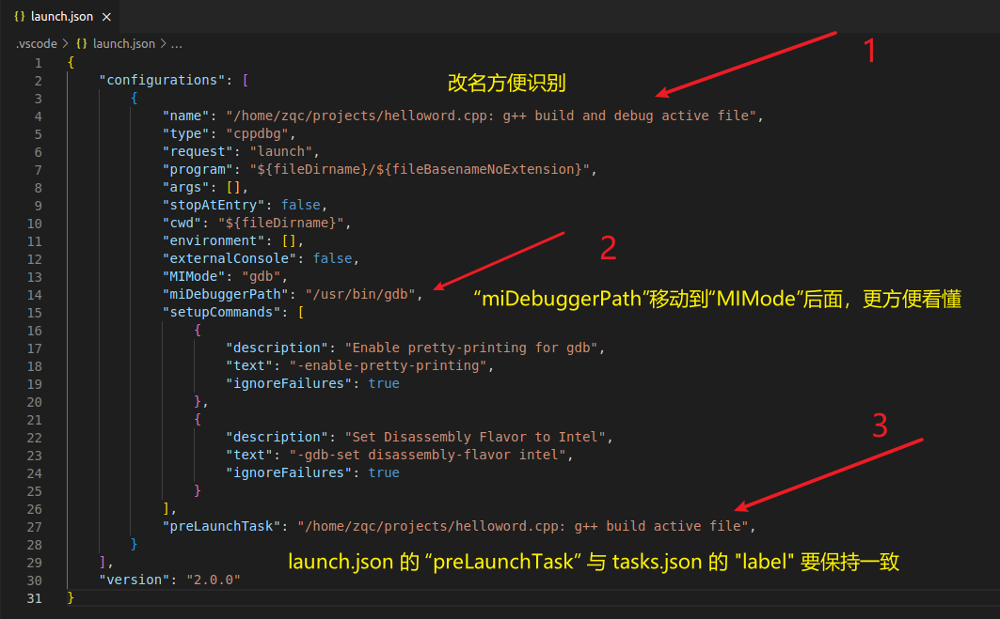 {} launch.json ×
.vscode > {} launch.json > ...
1 {
2 "configurations": [
改名方便识别
1
3 {
4 "name": "/home/zqc/projects/helloword.cpp: g++ build and debug active file",
5 "type": "cppdbg",
6 "request": "launch",
7 "program": "${fileDirname}/${fileBasenameNoExtension}",
8 "args": [],
9 "stopAtEntry": false,
10 "cwd": "${fileDirname}",
11 "environment": [],
2
12 "externalConsole": false,
13 "MIMode": "gdb",
14 "miDebuggerPath": "/usr/bin/gdb",
“miDebuggerPath”移动到“MIMode”后面，更方便看懂
15 "setupCommands": [
16 {
17 "description": "Enable pretty-printing for gdb",
18 "text": "-enable-pretty-printing",
19 "ignoreFailures": true
20 },
21 {
3
22 "description": "Set Disassembly Flavor to Intel",
23 "text": "-gdb-set disassembly-flavor intel",
24 "ignoreFailures": true
25 }
26 ],
27 "preLaunchTask": "/home/zqc/projects/helloword.cpp: g++ build active file",
28 }
29 ],
launch.json 的 “preLaunchTask” 与 tasks.json 的 "label" 要保持一致
30 "version": "2.0.0"
31 }